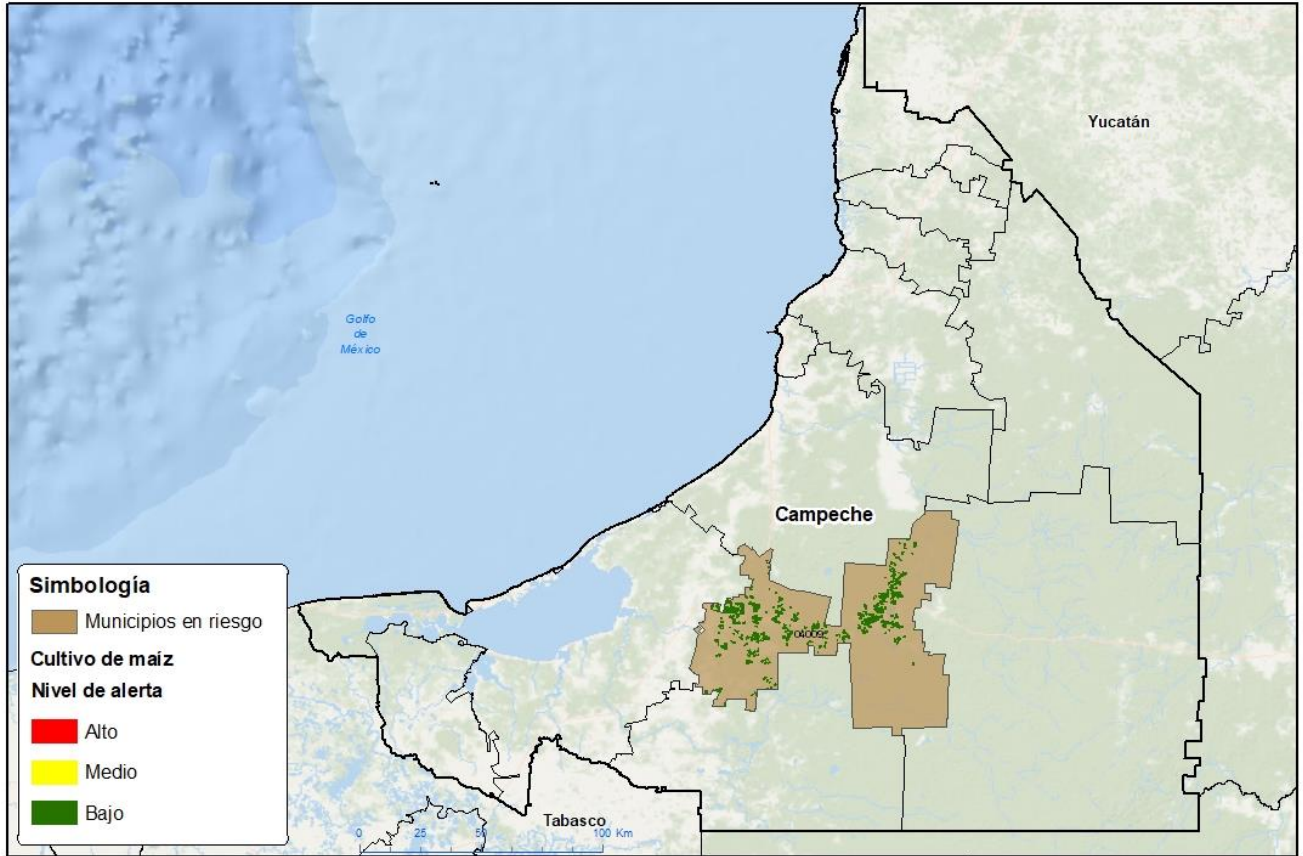 Yucatán
Golfo
de
México
Campeche
04009
Simbología
Municipios en riesgo
Cultivo de maíz
Nivel de alerta
Alto
Medio
Bajo
0 25 50 100 Km
Tabasco